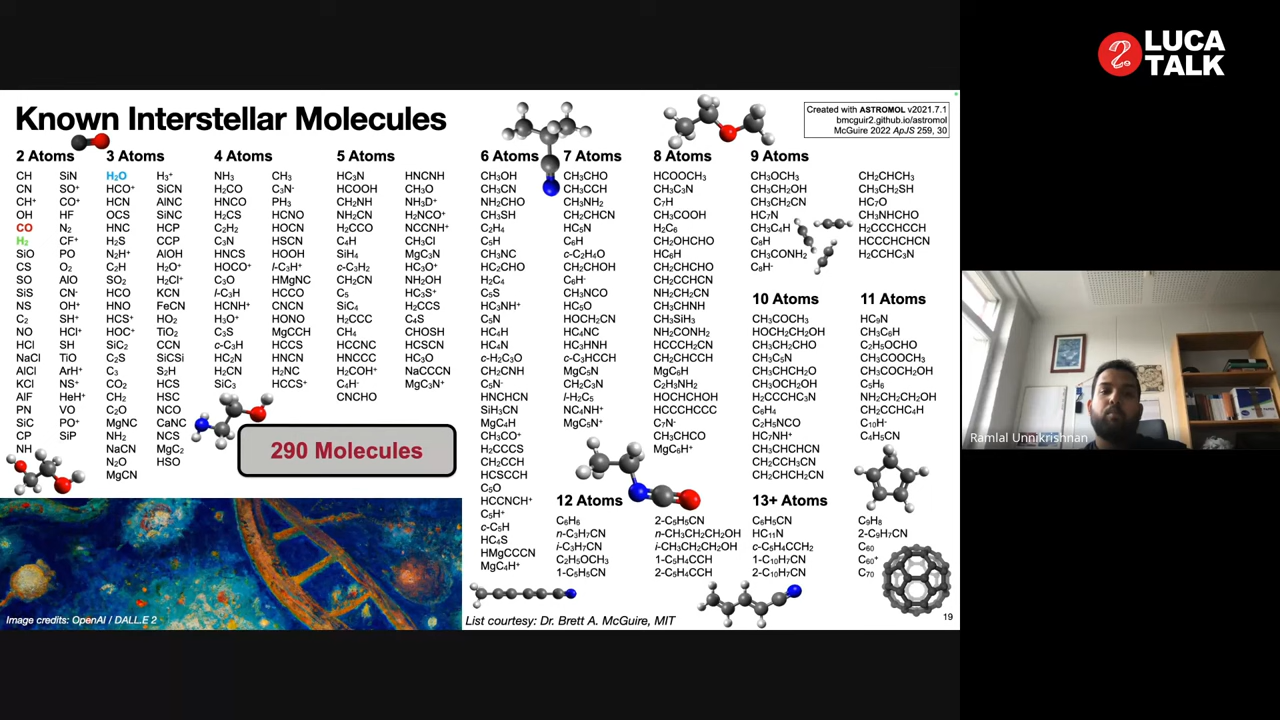 LUCA
TALK
Known Interstellar Molecules
Created with ASTROMOL v2021.7.1
bmcguir2.github.io/astromol
McGuire 2022 ApJS 259, 30
2 Atoms
CH
CN
CH⁺
OH
CO
H₂
SiO
CS
SO
SiS
NS
C₂
NO
HCl
NaCl
AlCl
KCl
AlF
PN
SiC
CP
NH
SiN
SO⁺
CO⁺
HF
N₂
CF⁺
PO
O₂
AlO
CN⁻
OH⁺
SH⁺
HCl⁺
SH
TiO
ArH⁺
NS⁺
HeH⁺
VO
PO⁺
SiP
3 Atoms
H₂O
HCO⁺
HCN
OCS
HNC
H₂S
N₂H⁺
C₂H
SO₂
HCO
HNO
HCS⁺
HOC⁺
SiC₂
C₂S
C₃
CO₂
CH₂
C₂O
MgNC
NH₂
NaCN
N₂O
MgCN
H₃⁺
SiCN
AlNC
SiNC
HCP
CCP
AlOH
H₂O⁺
H₂Cl⁺
KCN
FeCN
HO₂
TiO₂
CCN
SiCSi
S₂H
HCS
HSC
NCO
CaNC
NCS
MgC₂
HSO
4 Atoms
NH₃
H₂CO
HNCO
H₂CS
C₂H₂
C₃N
HNCS
HOCO⁺
C₃O
l-C₃H
HCNH⁺
H₃O⁺
C₃S
c-C₃H
HC₂N
H₂CN
SiC₃
CH₃
C₃N⁻
PH₃
HCNO
HOCN
HSCN
HOOH
l-C₃H⁺
HMgNC
HCCO
CNCN
HONO
MgCCH
HCCS
HNCN
H₂NC
HCCS⁺
5 Atoms
HC₃N
HCOOH
CH₂NH
NH₂CN
H₂CCO
C₄H
SiH₄
c-C₃H₂
CH₂CN
C₅
SiC₄
H₂CCC
CH₄
HCCNC
HNCCC
H₂COH⁺
C₄H⁻
CNCHO
HNCNH
CH₃O
NH₃D⁺
H₂NCO⁺
NCCNH⁺
CH₃Cl
MgC₃N
HC₃O⁺
NH₂OH
HC₃S⁺
H₂CCS
C₄S
CHOSH
HCSCN
HC₃O
NaCCCN
MgC₃N⁺
290 Molecules
6 Atoms
CH₃OH
CH₃CN
NH₂CHO
CH₃SH
C₂H₄
C₅H
CH₃NC
HC₂CHO
H₂C₄
C₅S
HC₃NH⁺
C₅N
HC₄H
HC₄N
c-H₂C₃O
CH₂CNH
C₅N⁻
HNCHCN
SiH₃CN
MgC₄H
CH₃CO⁺
H₂CCCS
CH₂CCH
HCSCCH
C₅O
HCCNCH⁺
C₅H⁺
c-C₅H
HC₄S
HMgCCCN
MgC₄H⁺
7 Atoms
CH₃CHO
CH₃CCH
CH₃NH₂
CH₂CHCN
HC₅N
C₆H
c-C₂H₄O
CH₂CHOH
C₆H⁻
CH₃NCO
HC₅O
HOCH₂CN
HC₄NC
HC₃HNH
c-C₃HCCH
MgC₅N
CH₂C₃N
l-H₂C₅
NC₄NH⁺
MgC₅N⁺
8 Atoms
HCOOCH₃
CH₃C₃N
C₇H
CH₃COOH
H₂C₆
CH₂OHCHO
HC₆H
CH₂CHCHO
CH₂CCHCN
NH₂CH₂CN
CH₃CHNH
CH₃SiH₃
NH₂CONH₂
HCCCH₂CN
CH₂CHCCH
MgC₆H
C₂H₃NH₂
HOCHCHOH
HCCCHCCC
C₇N⁻
CH₃CHCO
MgC₆H⁺
9 Atoms
CH₃OCH₃
CH₃CH₂OH
CH₃CH₂CN
HC₇N
CH₃C₄H
C₈H
CH₃CONH₂
C₈H⁻
CH₂CHCH₃
CH₃CH₂SH
HC₇O
CH₃NHCHO
H₂CCCHCCH
HCCCHCHCN
H₂CCHC₃N
10 Atoms
CH₃COCH₃
HOCH₂CH₂OH
CH₃CH₂CHO
CH₃C₅N
CH₃CHCH₂O
CH₃OCH₂OH
H₂CCCHC₃N
C₆H₄
C₂H₅NCO
HC₇NH⁺
CH₃CHCHCN
CH₂CCH₃CN
CH₂CHCH₂CN
11 Atoms
HC₉N
CH₃C₆H
C₂H₅OCHO
CH₃COOCH₃
CH₃COCH₂OH
C₅H₆
NH₂CH₂CH₂OH
CH₂CCHC₄H
C₁₀H⁻
C₄H₅CN
12 Atoms
C₆H₆
n-C₃H₇CN
i-C₃H₇CN
C₂H₅OCH₃
1-C₅H₅CN
2-C₅H₅CN
n-CH₃CH₂CH₂OH
i-CH₃CH₂CH₂OH
1-C₅H₄CCH
2-C₅H₄CCH
13+ Atoms
C₆H₅CN
HC₁₁N
c-C₅H₄CCH₂
1-C₁₀H₇CN
2-C₁₀H₇CN
C₉H₈
2-C₉H₇CN
C₆₀
C₆₀⁺
C₇₀
Image credits: OpenAI / DALL.E 2
List courtesy: Dr. Brett A. McGuire, MIT
19
Ramlal Unnikrishnan